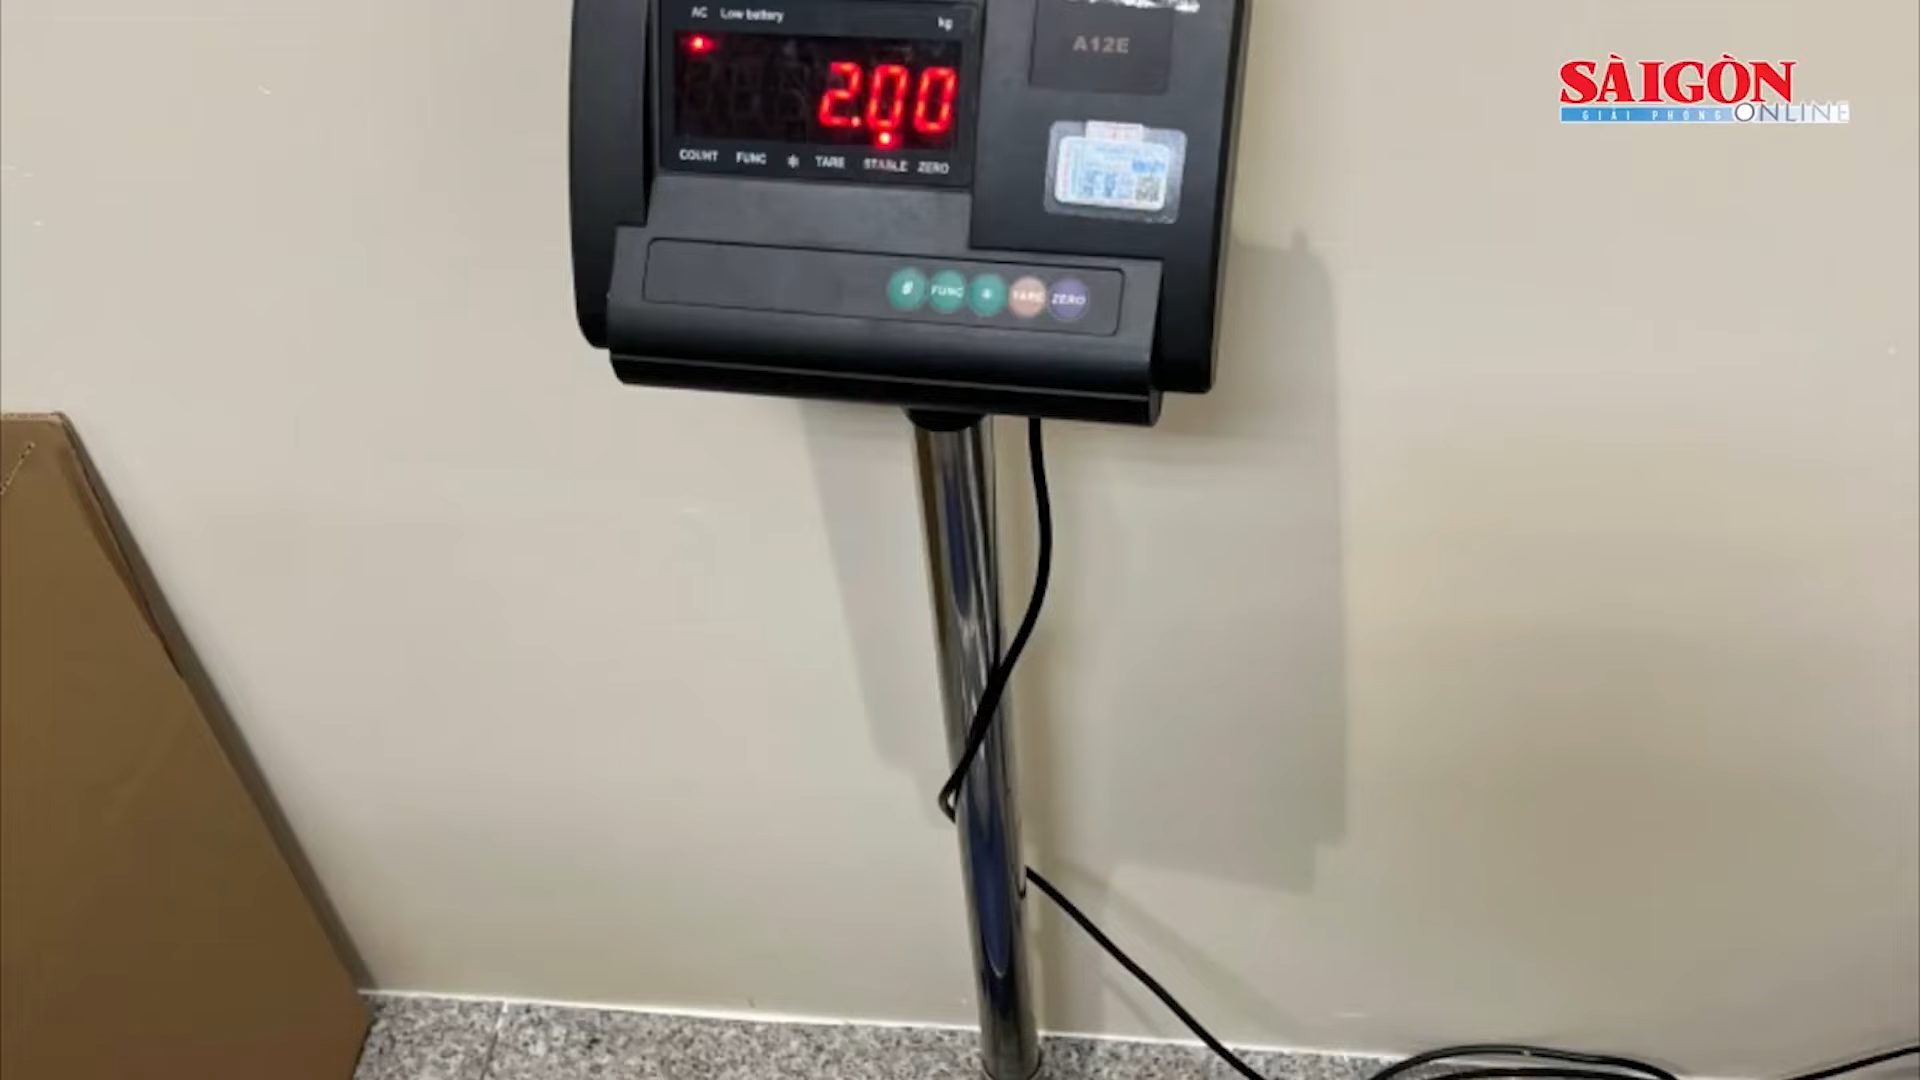 AC Low battery kg
2.00
COUNT FUNC * TARE STABLE ZERO
A12E
# FUNC * TARE ZERO
SÀIGÒN
GIẢI PHÓNG ONLINE